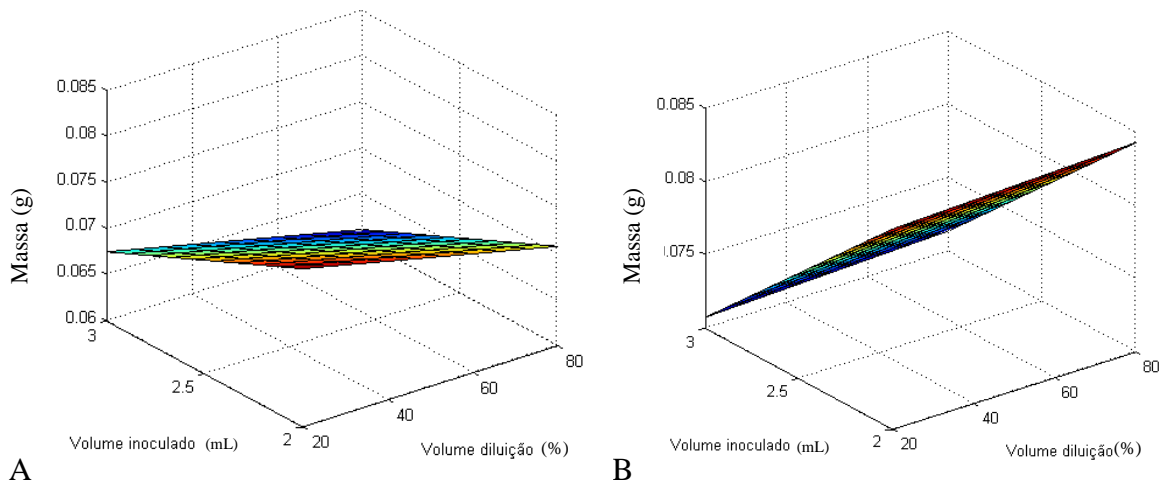 0.085
0.08
0.075
0.07
0.065
0.06
Massa (g)
3
2.5
2
Volume inoculado (mL)
20
40
60
80
Volume diluição (%)
A
0.085
0.08
0.075
Massa (g)
3
2.5
2
Volume inoculado (mL)
20
40
60
80
Volume diluição(%)
B